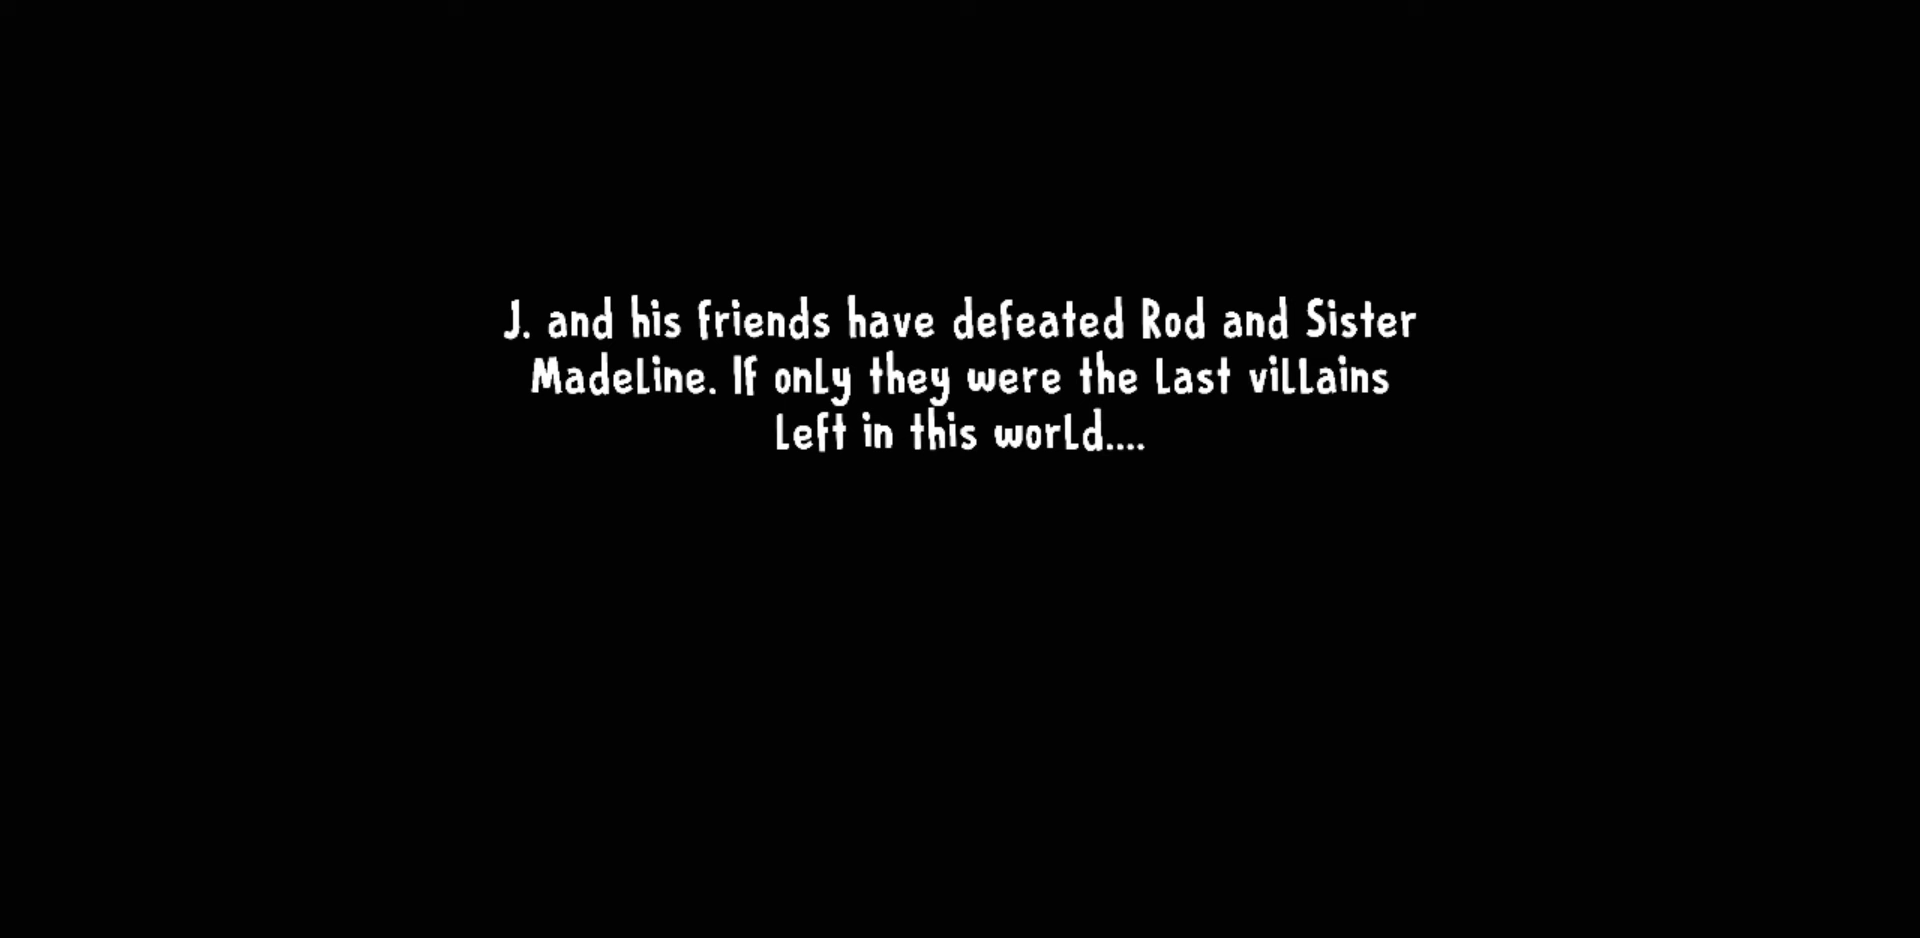 J. and his friends have defeated Rod and Sister
Madeline. If only they were the last villains
left in this world....